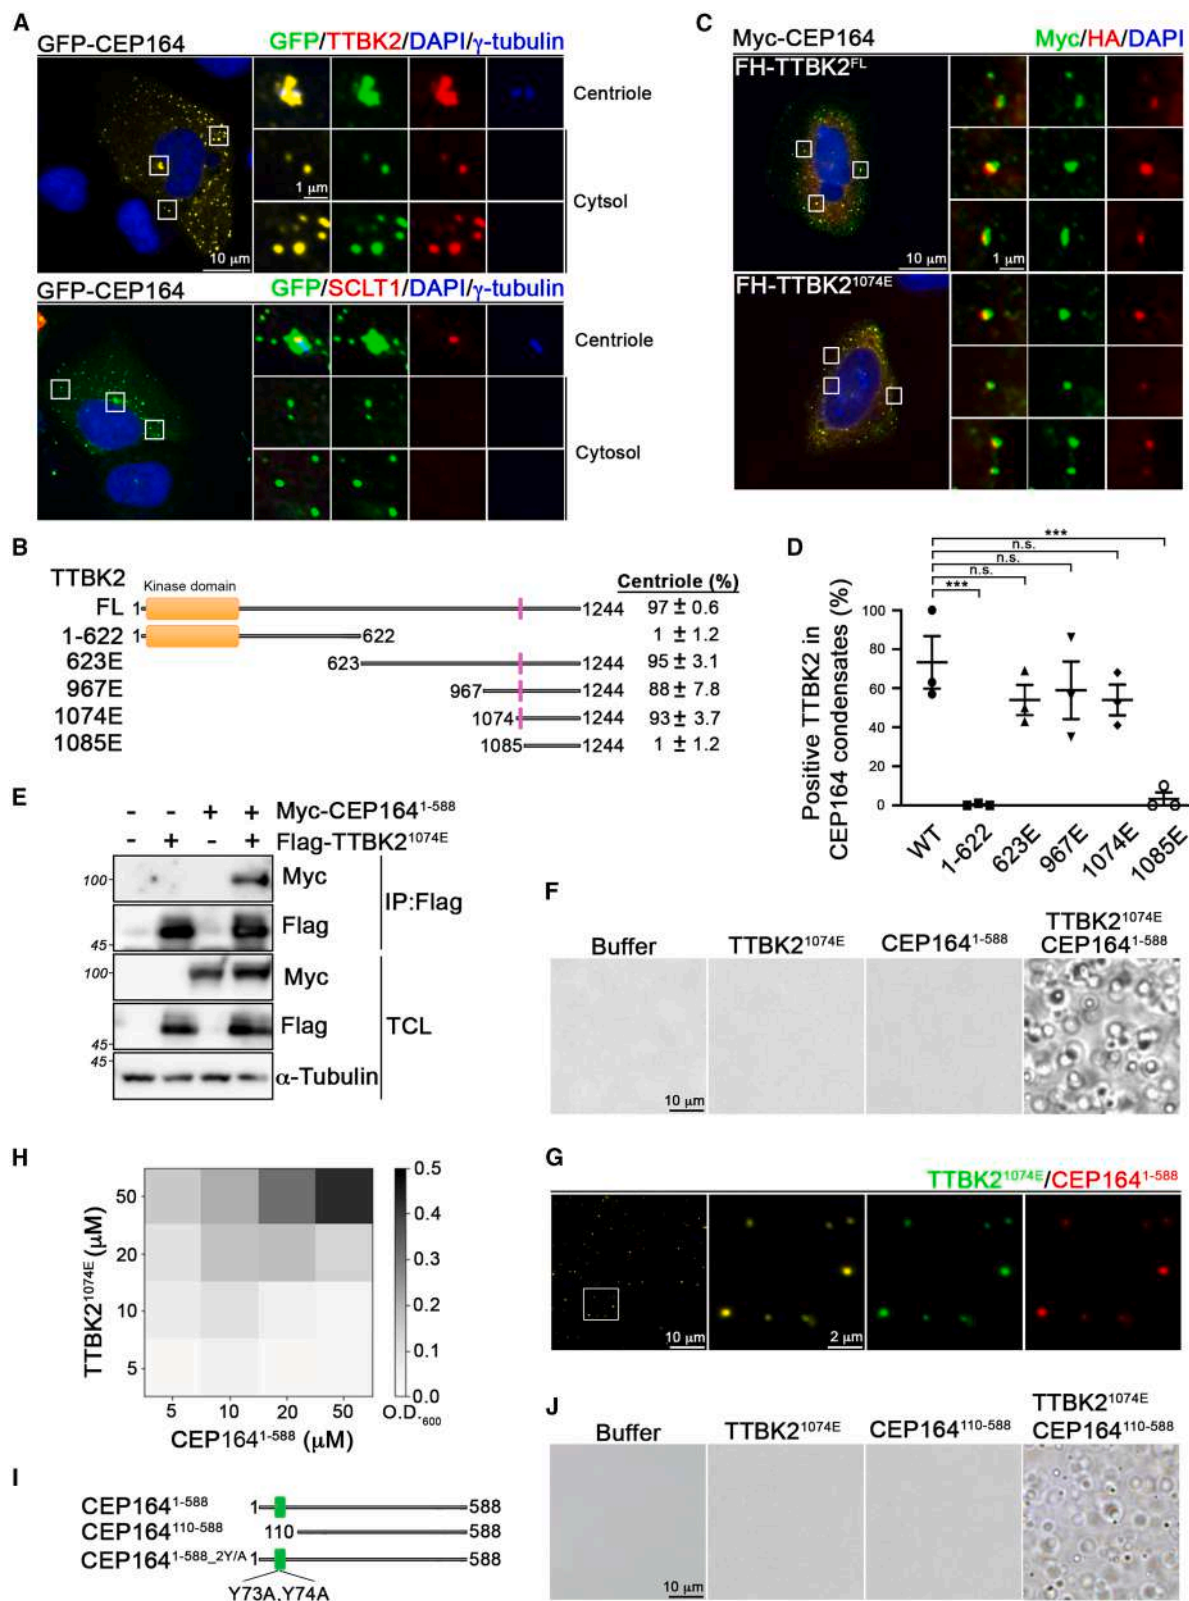 A
GFP-CEP164
GFP/TTBK2/DAPI/γ-tubulin
Centriole
1 μm
Cytsol
10 μm
GFP-CEP164
GFP/SCLT1/DAPI/γ-tubulin
Centriole
Cytosol
C
Myc-CEP164
Myc/HA/DAPI
FH-TTBK2FL
10 μm
1 μm
FH-TTBK21074E
B
TTBK2
Kinase domain
Centriole (%)
FL 1 1244 97 ± 0.6
1-622 1 622 1 ± 1.2
623E 623 1244 95 ± 3.1
967E 967 1244 88 ± 7.8
1074E 1074 1244 93 ± 3.7
1085E 1085 1244 1 ± 1.2
D
***
n.s.
n.s.
n.s.
***
Positive TTBK2 in
CEP164 condensates (%)
100
80
60
40
20
0
WT 1-622 623E 967E 1074E 1085E
E
- - + + Myc-CEP1641-588
- + - + Flag-TTBK21074E
100 Myc
IP:Flag
45 Flag
100 Myc
TCL
45 Flag
45 α-Tubulin
F
Buffer
TTBK21074E
CEP1641-588
TTBK21074E
CEP1641-588
10 μm
H
TTBK21074E (μM)
50
20
10
5
5 10 20 50
CEP1641-588 (μM)
0.5
0.4
0.3
0.2
0.1
0.0
O.D.600
G
TTBK21074E/CEP1641-588
10 μm
2 μm
I
CEP1641-588 1 588
CEP164110-588 110 588
CEP1641-588_2Y/A 1 588
Y73A,Y74A
J
Buffer
TTBK21074E
CEP164110-588
TTBK21074E
CEP164110-588
10 μm